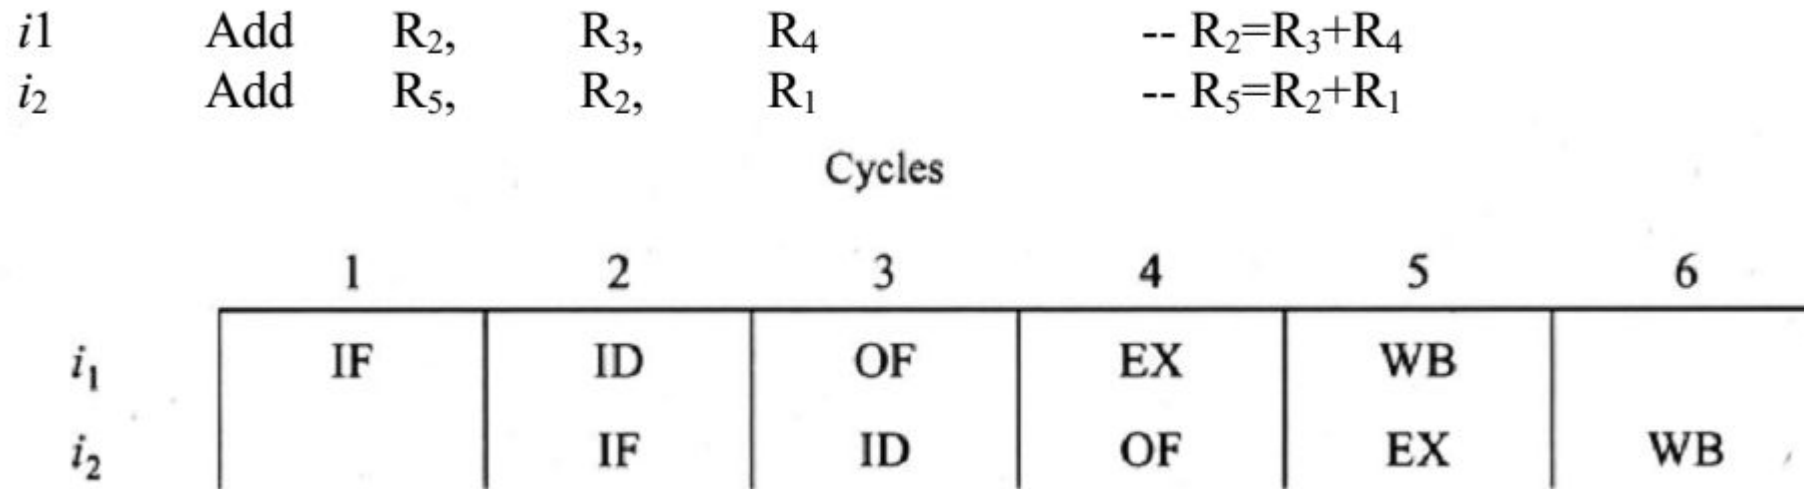 i1 Add R₂, R₃, R₄ -- R₂=R₃+R₄
i₂ Add R₅, R₂, R₁ -- R₅=R₂+R₁
Cycles
1 2 3 4 5 6
i₁ IF ID OF EX WB
i₂ IF ID OF EX WB